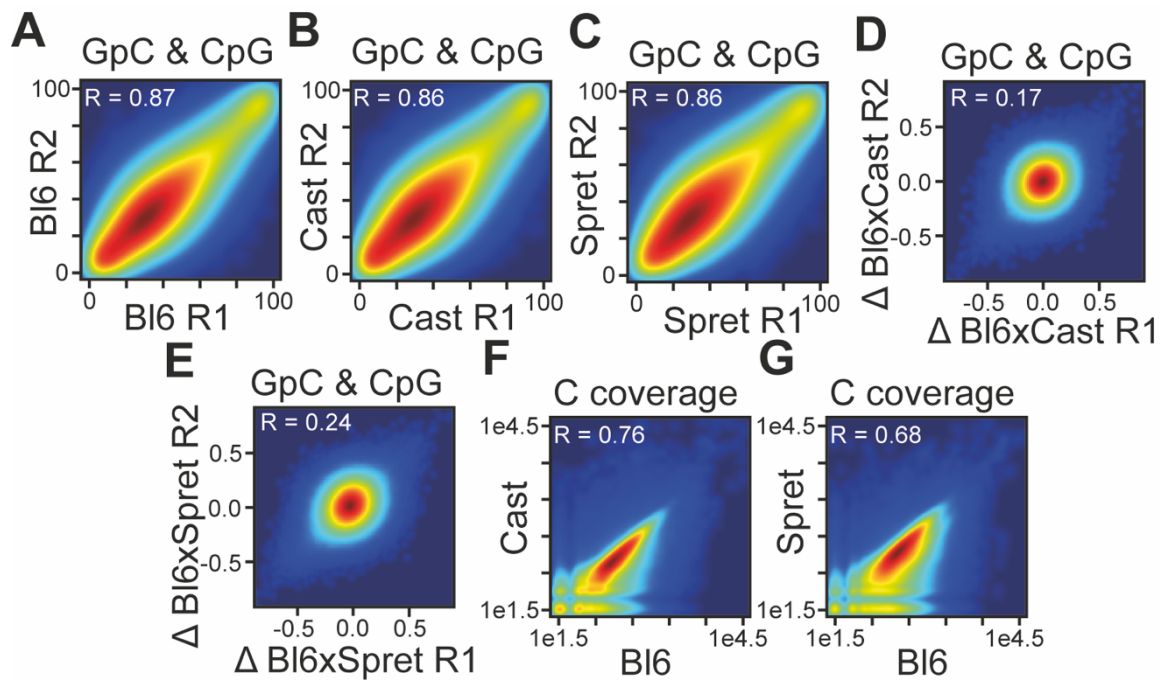 A
GpC & CpG
R = 0.87
100
0
Bl6 R2
0
100
Bl6 R1
B
GpC & CpG
R = 0.86
100
0
Cast R2
0
100
Cast R1
C
GpC & CpG
R = 0.86
100
0
Spret R2
0
100
Spret R1
D
GpC & CpG
R = 0.17
0.5
0.0
-0.5
Δ Bl6xCast R2
-0.5
0.0
0.5
Δ Bl6xCast R1
E
GpC & CpG
R = 0.24
0.5
0.0
-0.5
Δ Bl6xSpret R2
-0.5
0.0
0.5
Δ Bl6xSpret R1
F
C coverage
R = 0.76
1e4.5
1e1.5
Cast
1e1.5
1e4.5
Bl6
G
C coverage
R = 0.68
1e4.5
1e1.5
Spret
1e1.5
1e4.5
Bl6